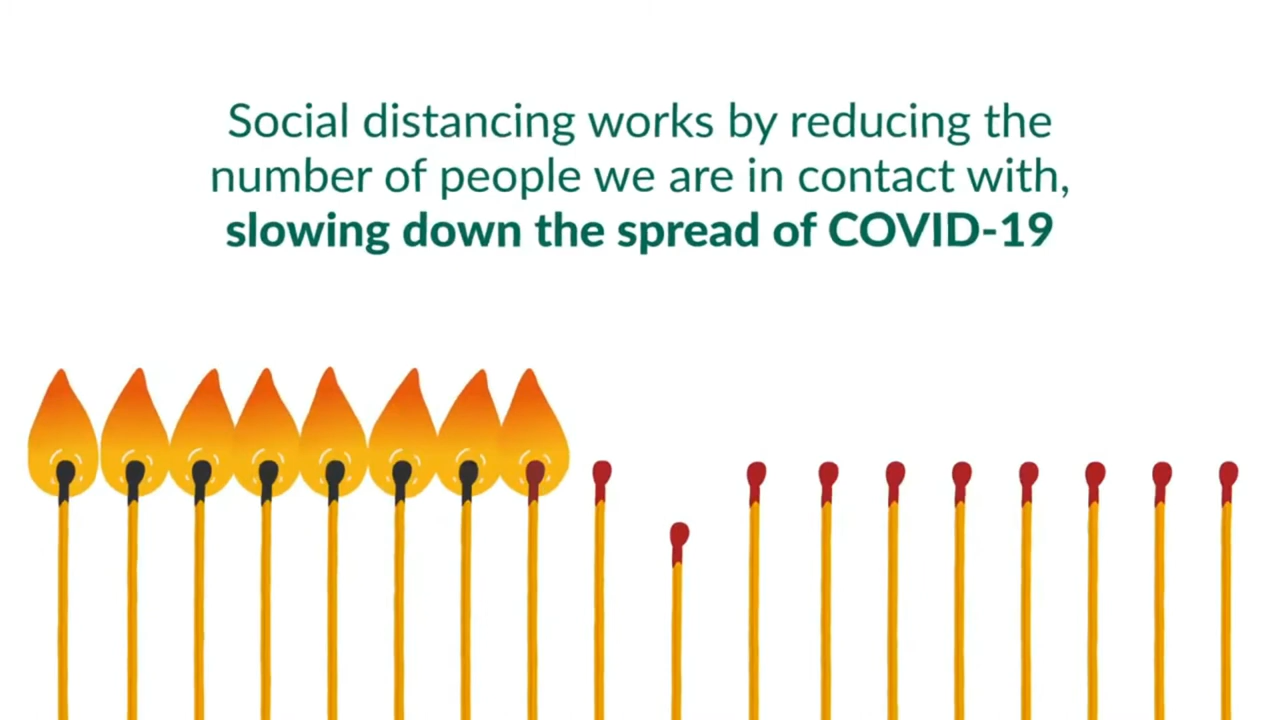 Social distancing works by reducing the
number of people we are in contact with,
slowing down the spread of COVID-19